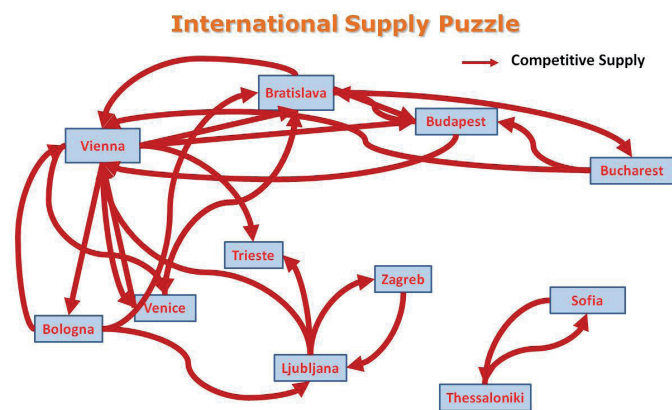 International Supply Puzzle
Competitive Supply
Bratislava
Budapest
Vienna
Bucharest
Trieste
Zagreb
Venice
Sofia
Bologna
Ljubljana
Thessaloniki